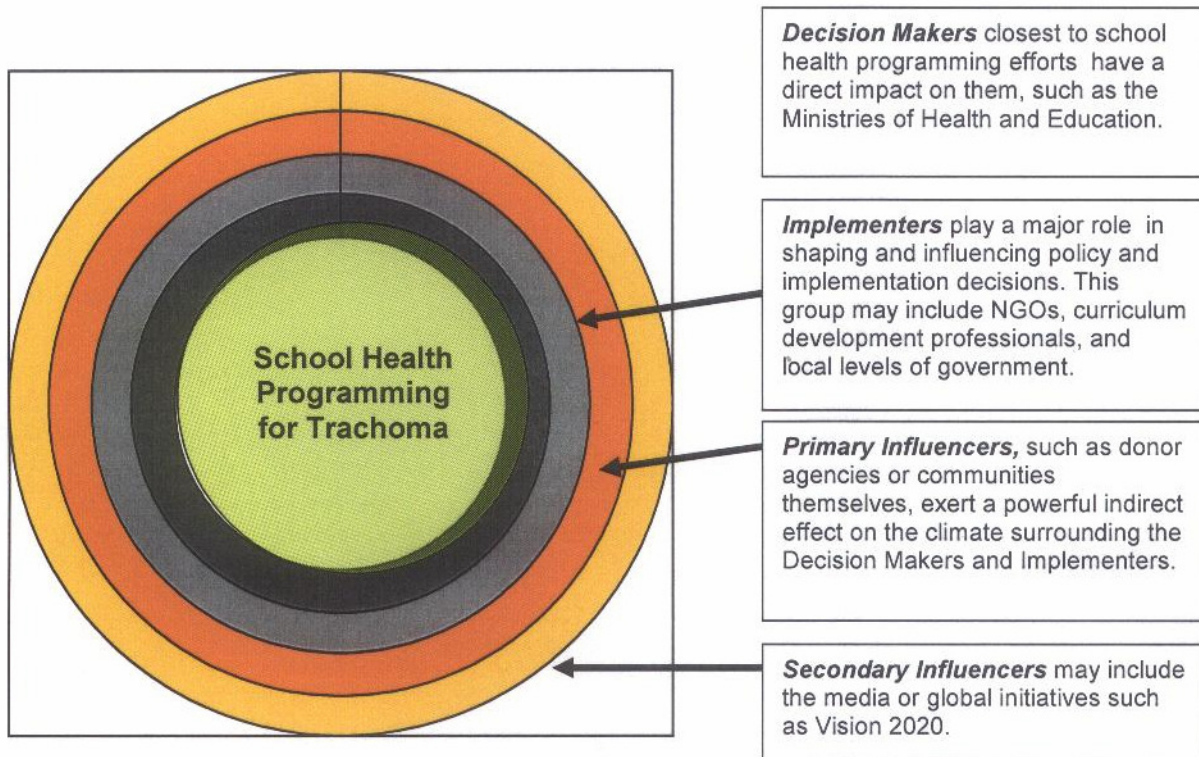 Decision Makers closest to school
health programming efforts have a
direct impact on them, such as the
Ministries of Health and Education.
Implementers play a major role in
shaping and influencing policy and
implementation decisions. This
group may include NGOs, curriculum
development professionals, and
local levels of government.
School Health
Programming
for Trachoma
Primary Influencers, such as donor
agencies or communities
themselves, exert a powerful indirect
effect on the climate surrounding the
Decision Makers and Implementers.
Secondary Influencers may include
the media or global initiatives such
as Vision 2020.